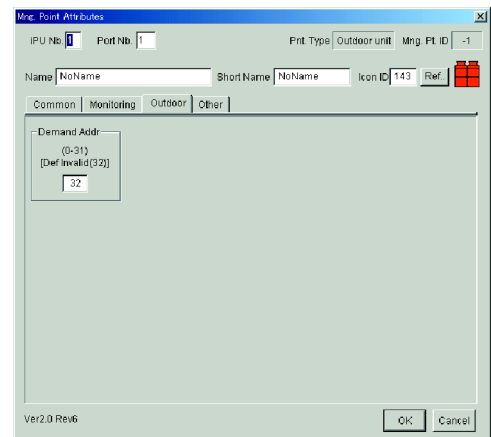 Mng. Point Attributes
iPU Nb. 1 Port Nb. 1 Pnt. Type Outdoor unit Mng. Pt. ID -1
Name NoName Short Name NoName Icon ID 143 Ref..
Common Monitoring Outdoor Other
Demand Addr
(0-31)
[Def Invalid(32)]
32
Ver2.0 Rev6 OK Cancel